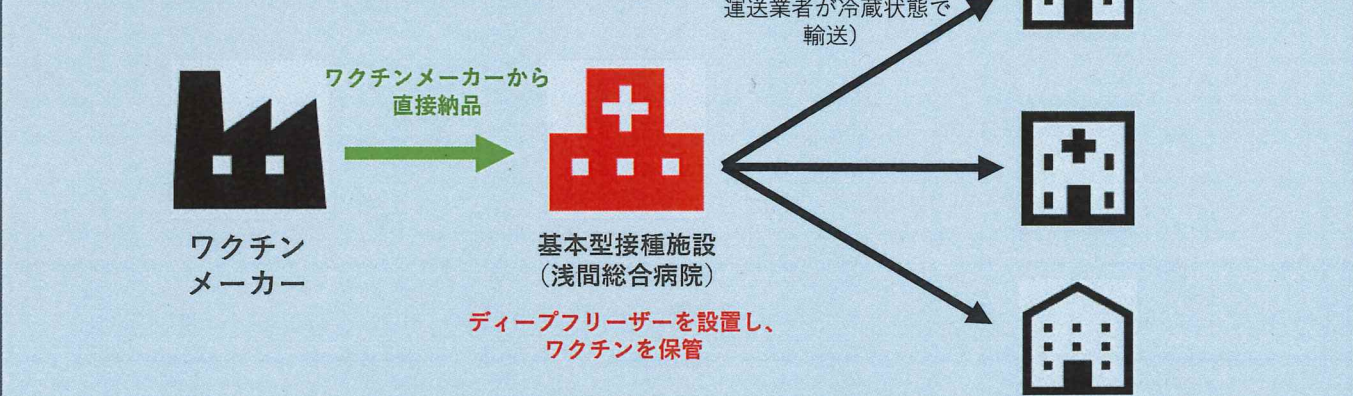 運送業者が冷蔵状態で
輸送）
ワクチンメーカーから
直接納品
ワクチン
メーカー
基本型接種施設
（浅間総合病院）
ディープフリーザーを設置し、
ワクチンを保管